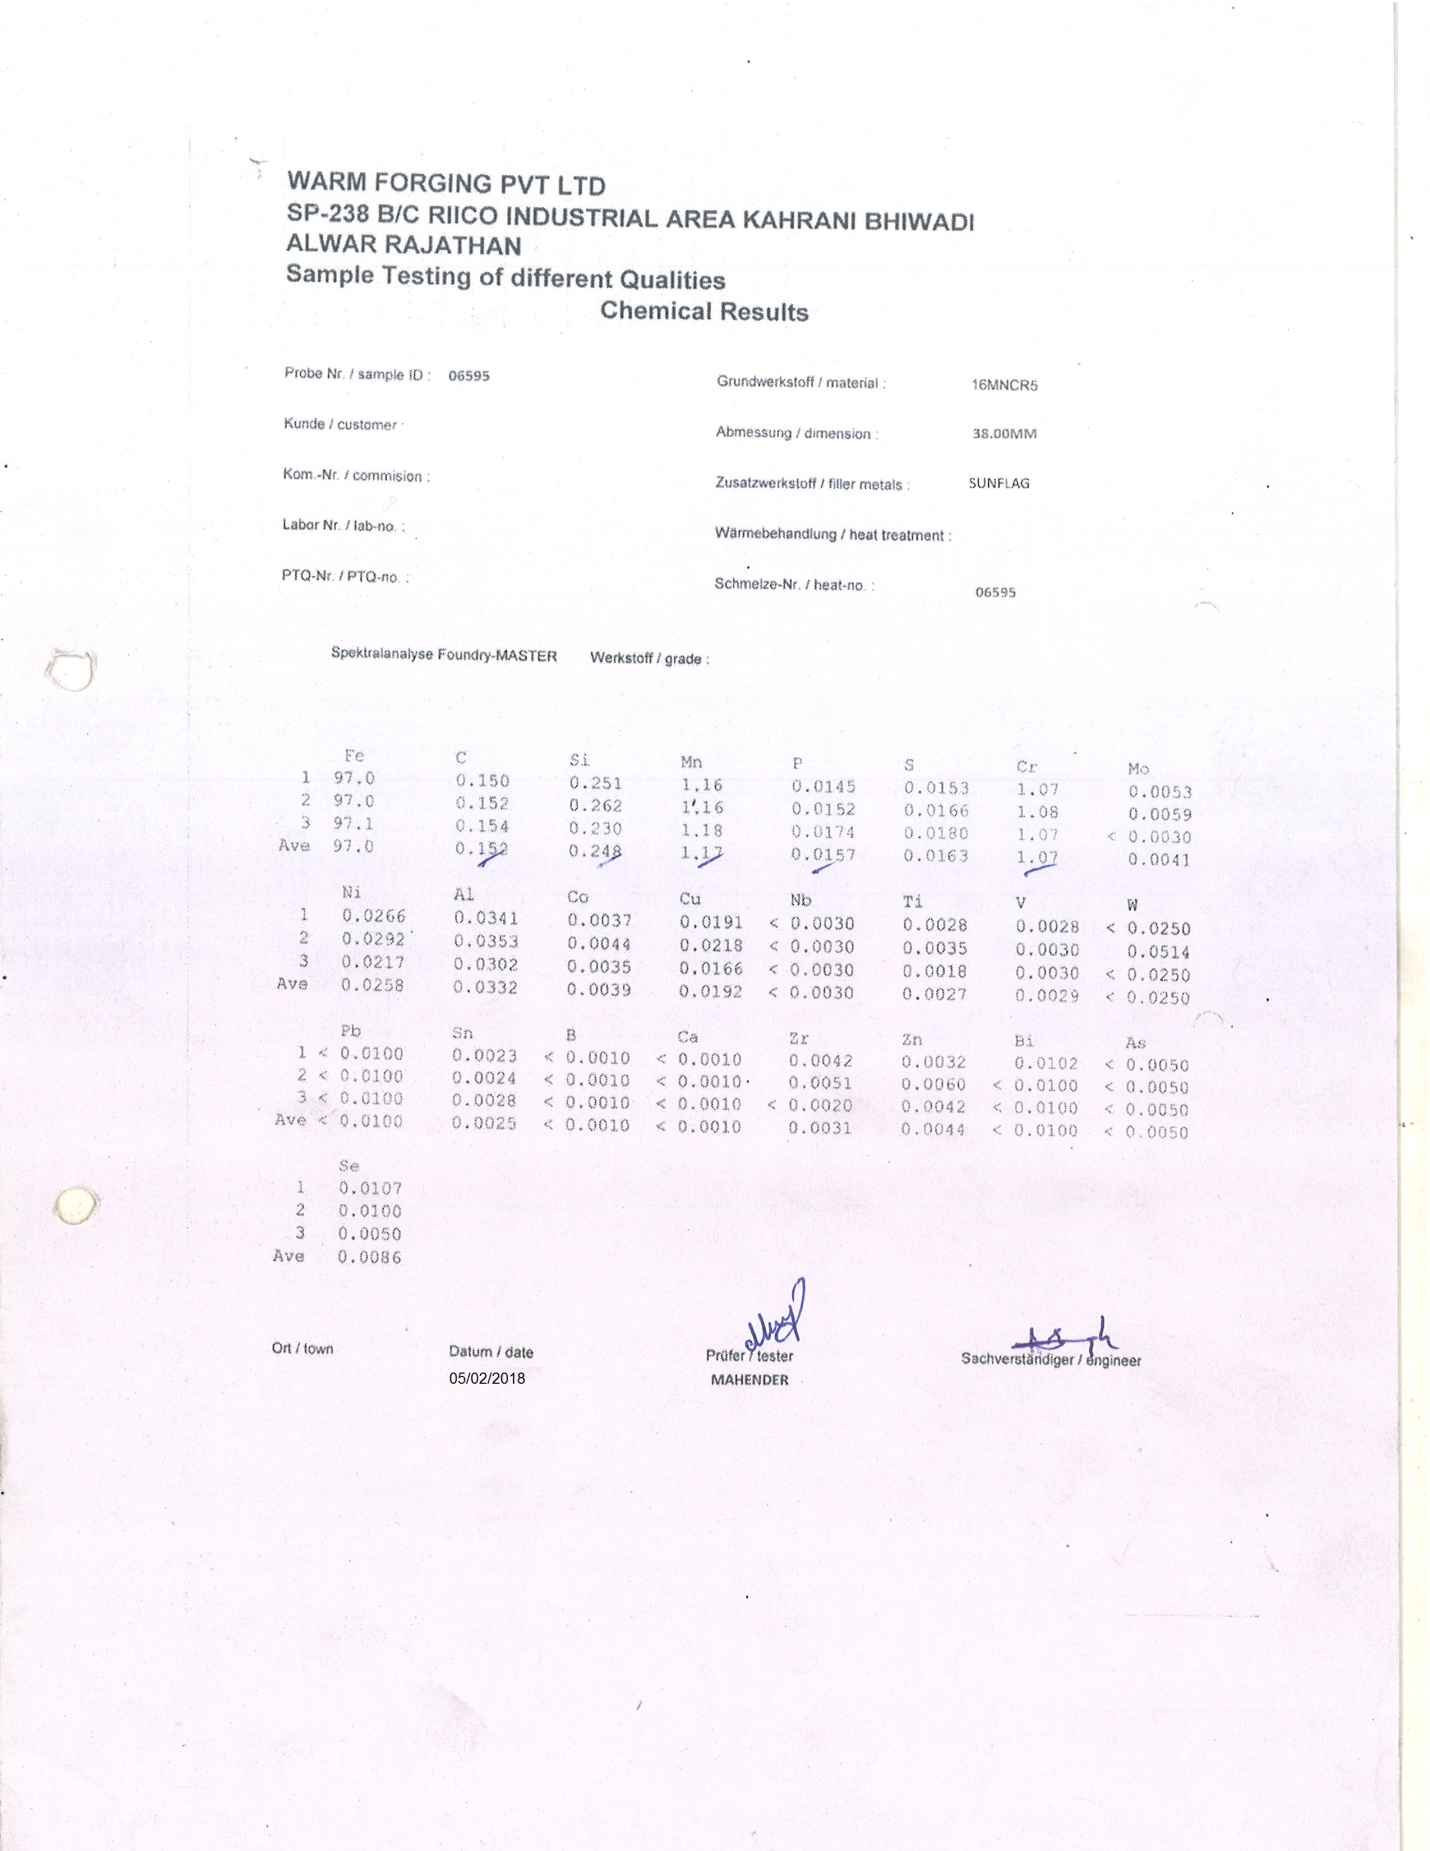 WARM FORGING PVT LTD
SP-238 B/C RIICO INDUSTRIAL AREA KAHRANI BHIWADI
ALWAR RAJATHAN
Sample Testing of different Qualities
Chemical Results
Probe Nr. / sample ID : 06595 Grundwerkstoff / material : 16MNCR5
Kunde / customer : Abmessung / dimension : 38.00MM
Kom.-Nr. / commision : Zusatzwerkstoff / filler metals : SUNFLAG
Labor Nr. / lab-no. : Wärmebehandlung / heat treatment :
PTQ-Nr. / PTQ-no. : Schmelze-Nr. / heat-no. : 06595
Spektralanalyse Foundry-MASTER Werkstoff / grade :
Fe C Si Mn P S Cr Mo
1 97.0 0.150 0.251 1.16 0.0145 0.0153 1.07 0.0053
2 97.0 0.152 0.262 1.16 0.0152 0.0166 1.08 0.0059
3 97.1 0.154 0.230 1.18 0.0174 0.0180 1.07 < 0.0030
Ave 97.0 0.152 0.248 1.17 0.0157 0.0163 1.07 0.0041
Ni Al Co Cu Nb Ti V W
1 0.0266 0.0341 0.0037 0.0191 < 0.0030 0.0028 0.0028 < 0.0250
2 0.0292 0.0353 0.0044 0.0218 < 0.0030 0.0035 0.0030 0.0514
3 0.0217 0.0302 0.0035 0.0166 < 0.0030 0.0018 0.0030 < 0.0250
Ave 0.0258 0.0332 0.0039 0.0192 < 0.0030 0.0027 0.0029 < 0.0250
Pb Sn B Ca Zr Zn Bi As
1 < 0.0100 0.0023 < 0.0010 < 0.0010 0.0042 0.0032 0.0102 < 0.0050
2 < 0.0100 0.0024 < 0.0010 < 0.0010 0.0051 0.0060 < 0.0100 < 0.0050
3 < 0.0100 0.0028 < 0.0010 < 0.0010 < 0.0020 0.0042 < 0.0100 < 0.0050
Ave < 0.0100 0.0025 < 0.0010 < 0.0010 0.0031 0.0044 < 0.0100 < 0.0050
Se
1 0.0107
2 0.0100
3 0.0050
Ave 0.0086
Ort / town Datum / date Prüfer / tester Sachverständiger / engineer
05/02/2018 MAHENDER